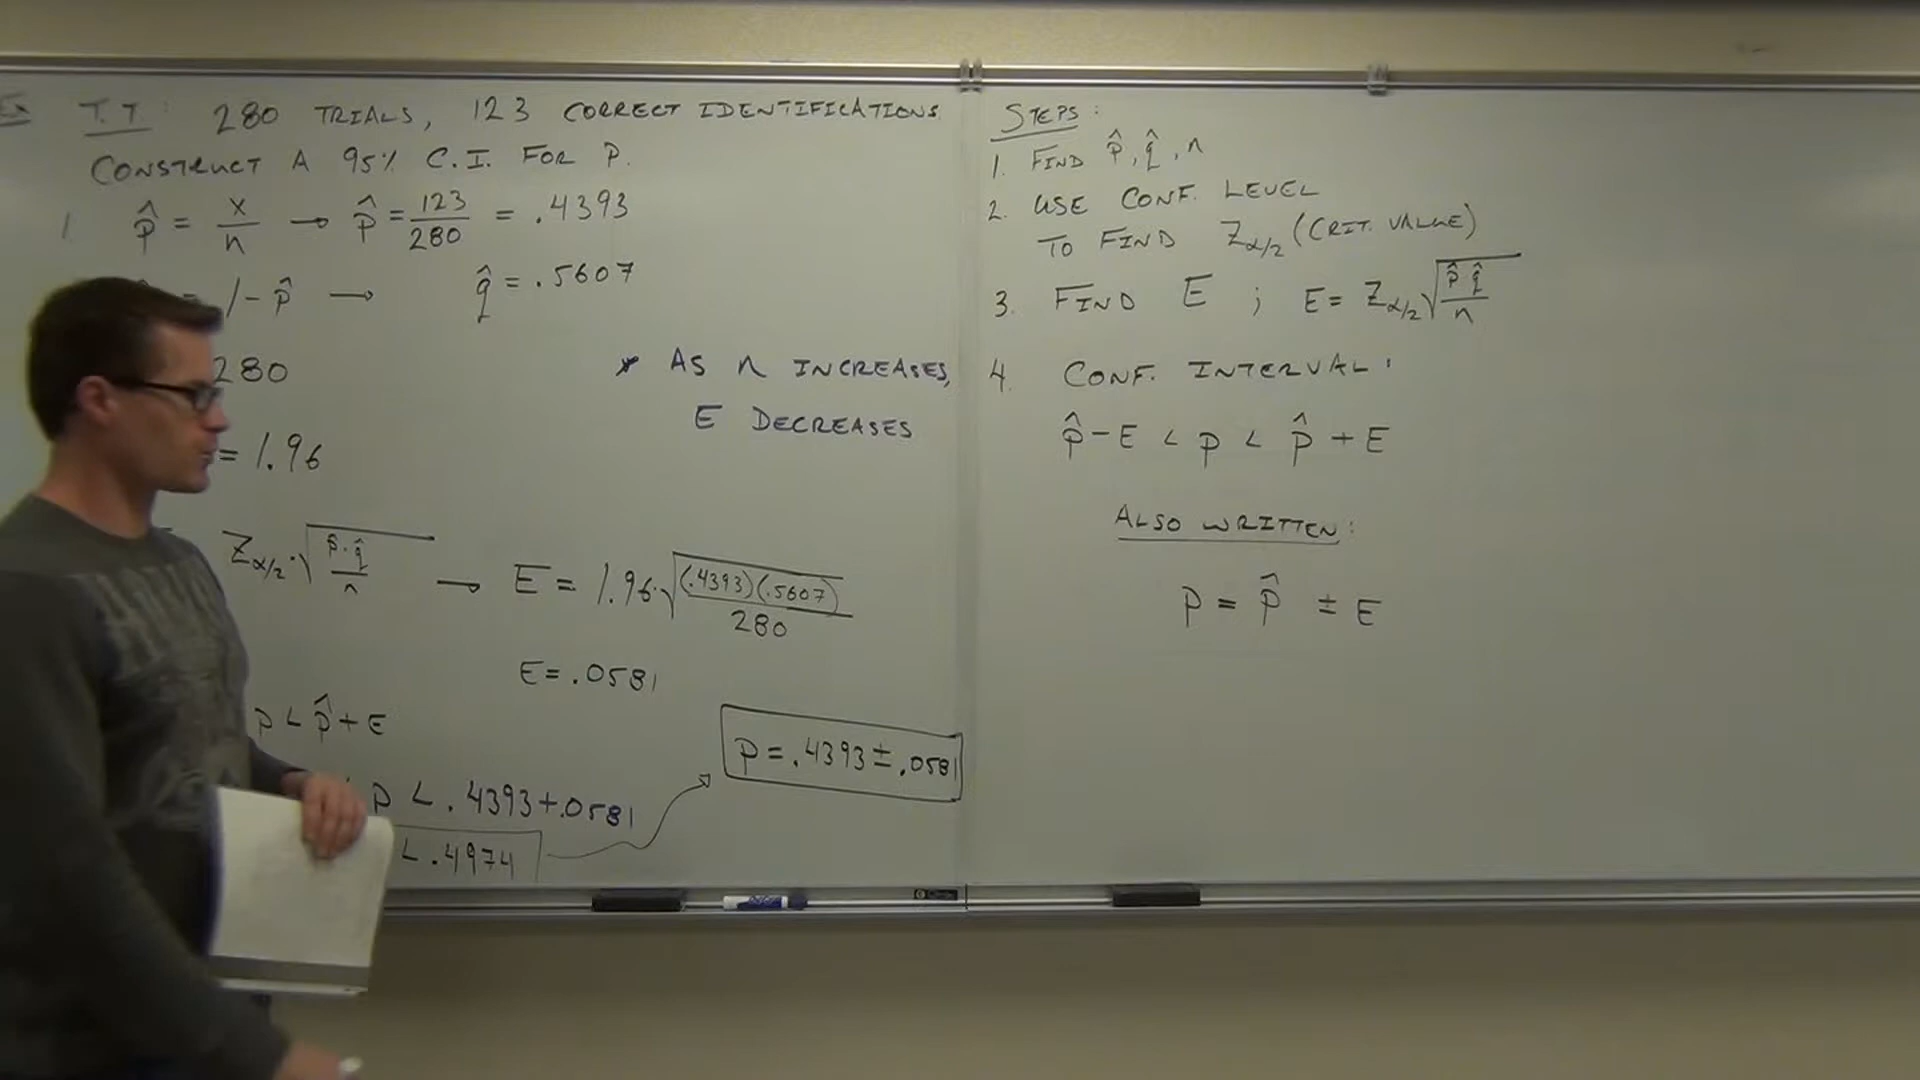 Ex T.T: 280 TRIALS, 123 CORRECT IDENTIFICATIONS.
CONSTRUCT A 95% C.I. FOR P.
1. p̂ = x/n → p̂ = 123/280 = .4393
= 1 - p̂ → q̂ = .5607
280
= 1.96
* AS n INCREASES,
E DECREASES
Zα/2 · √(p̂·q̂/n) → E = 1.96 · √((.4393)(.5607)/280)
E = .0581
p < p̂ + E
p < .4393 + .0581
< .4974
p = .4393 ± .0581
STEPS:
1. FIND p̂, q̂, n
2. USE CONF. LEVEL
TO FIND Zα/2 (CRIT. VALUE)
3. FIND E ; E = Zα/2 √(p̂ q̂/n)
4. CONF. INTERVAL:
p̂ - E < p < p̂ + E
ALSO WRITTEN:
p = p̂ ± E